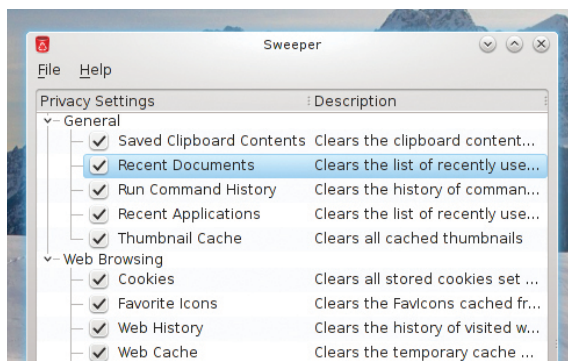 Sweeper
File Help
Privacy Settings Description
General
Saved Clipboard Contents Clears the clipboard content...
Recent Documents Clears the list of recently use...
Run Command History Clears the history of comman...
Recent Applications Clears the list of recently use...
Thumbnail Cache Clears all cached thumbnails
Web Browsing
Cookies Clears all stored cookies set ...
Favorite Icons Clears the FavIcons cached fr...
Web History Clears the history of visited w...
Web Cache Clears the temporary cache ...